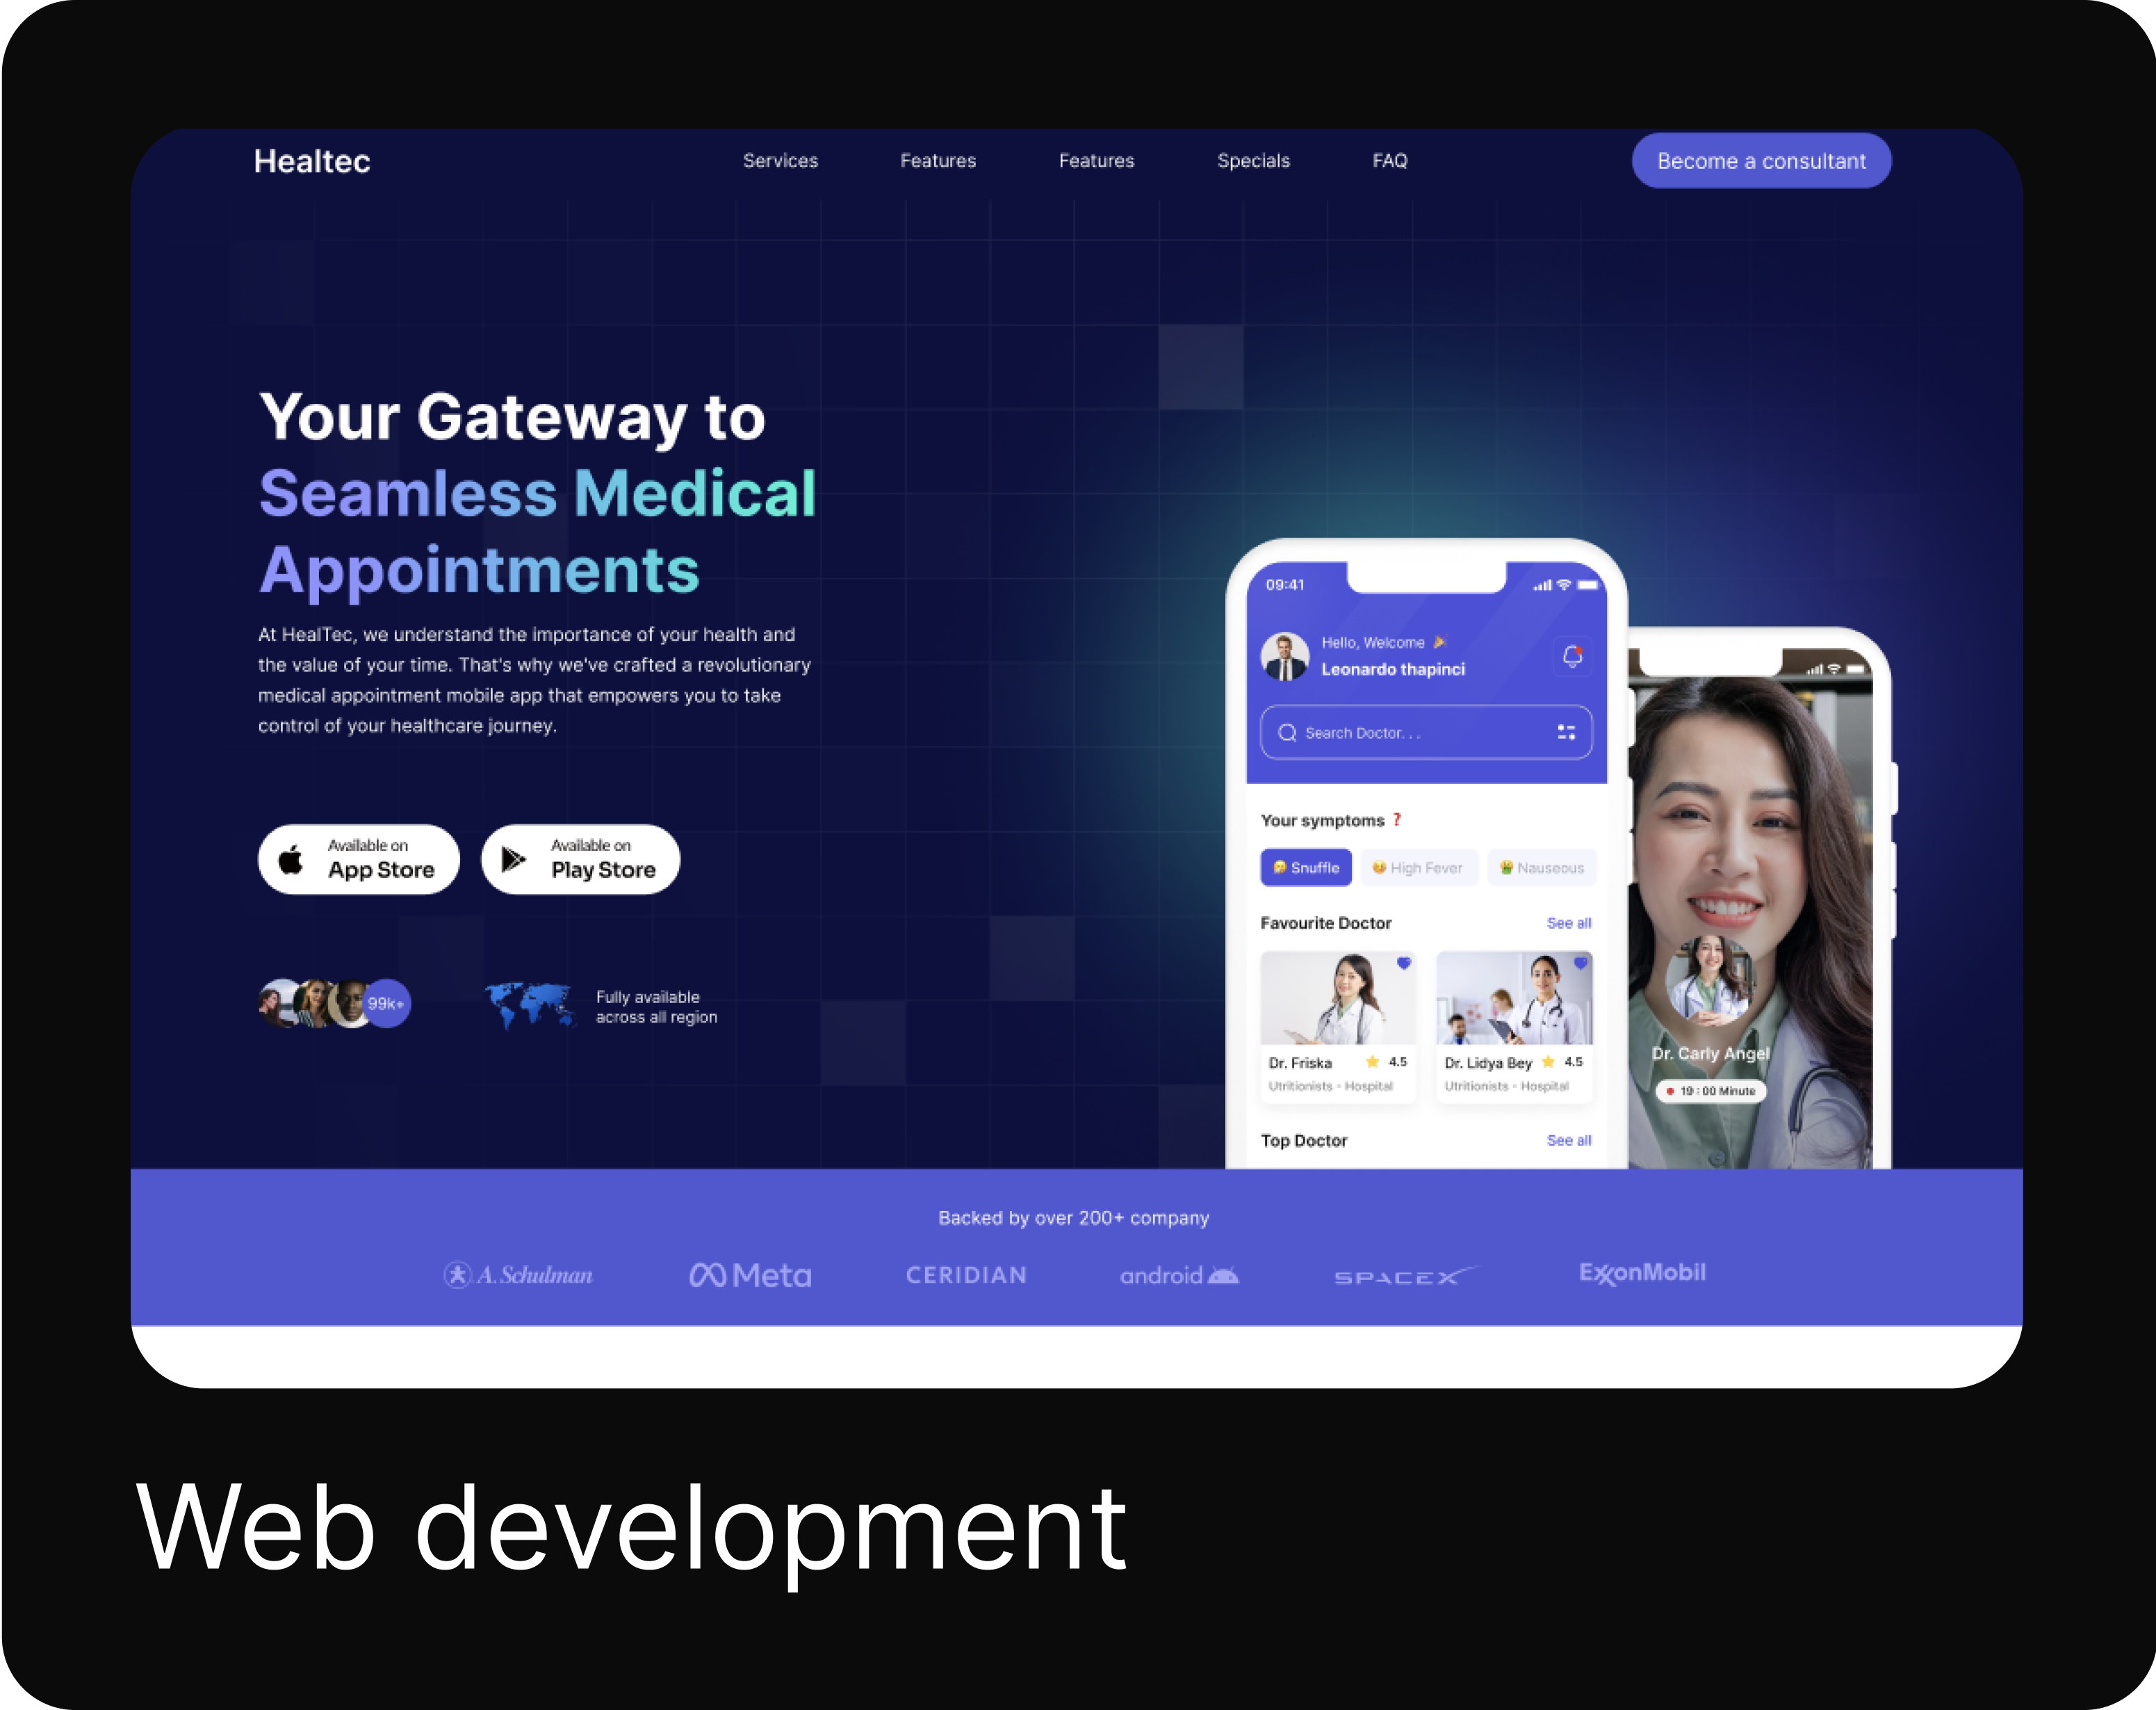 Healtec
Services
Features
Features
Specials
FAQ
Become a consultant
Your Gateway to
Seamless Medical
Appointments
At HealTec, we understand the importance of your health and
the value of your time. That's why we've crafted a revolutionary
medical appointment mobile app that empowers you to take
control of your healthcare journey.
Available on
App Store
Available on
Play Store
99k+
Fully available
across all region
09:41
Hello, Welcome 🎉
Leonardo thapinci
Search Doctor. . .
Your symptoms ❓
Snuffle
High Fever
Nauseous
Favourite Doctor
See all
Dr. Friska
4.5
Utritionists • Hospital
Dr. Lidya Bey
4.5
Utritionists • Hospital
Top Doctor
See all
Dr. Carly Angel
19 : 00 Minute
Backed by over 200+ company
A. Schulman
Meta
CERIDIAN
android
SPACEX
ExxonMobil
Web development